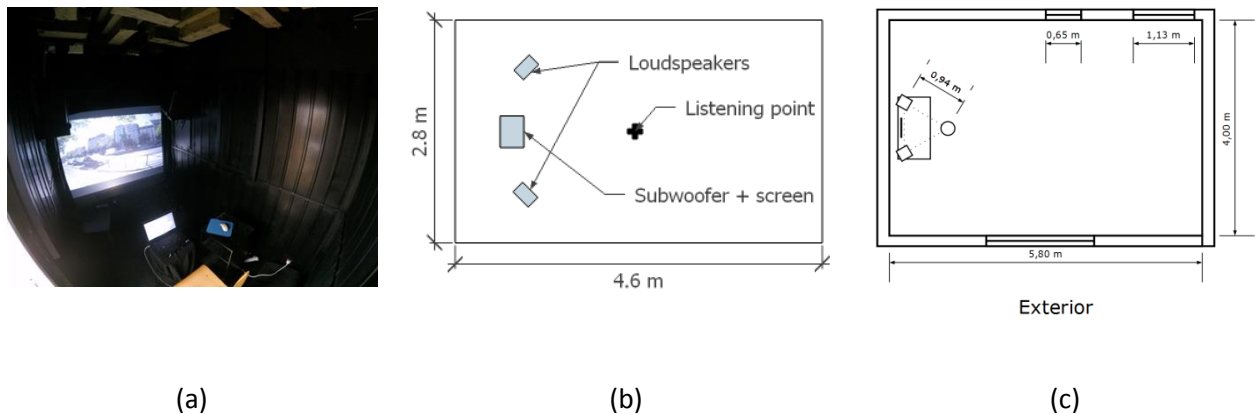 Loudspeakers
Listening point
Subwoofer + screen
2.8 m
4.6 m
0,65 m
1,13 m
0,94 m
4,00 m
5,80 m
Exterior
(a)
(b)
(c)